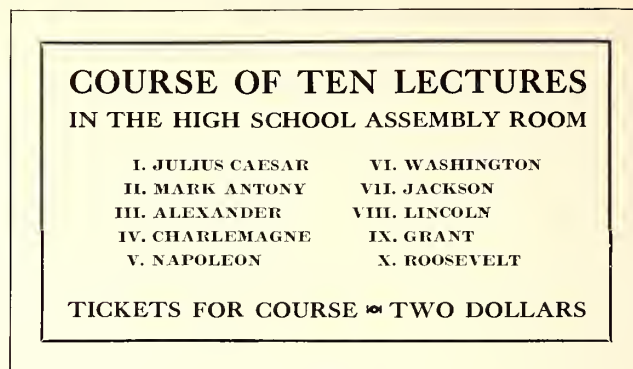 COURSE OF TEN LECTURES
IN THE HIGH SCHOOL ASSEMBLY ROOM
I. JULIUS CAESAR
II. MARK ANTONY
III. ALEXANDER
IV. CHARLEMAGNE
V. NAPOLEON
VI. WASHINGTON
VII. JACKSON
VIII. LINCOLN
IX. GRANT
X. ROOSEVELT
TICKETS FOR COURSE TWO DOLLARS